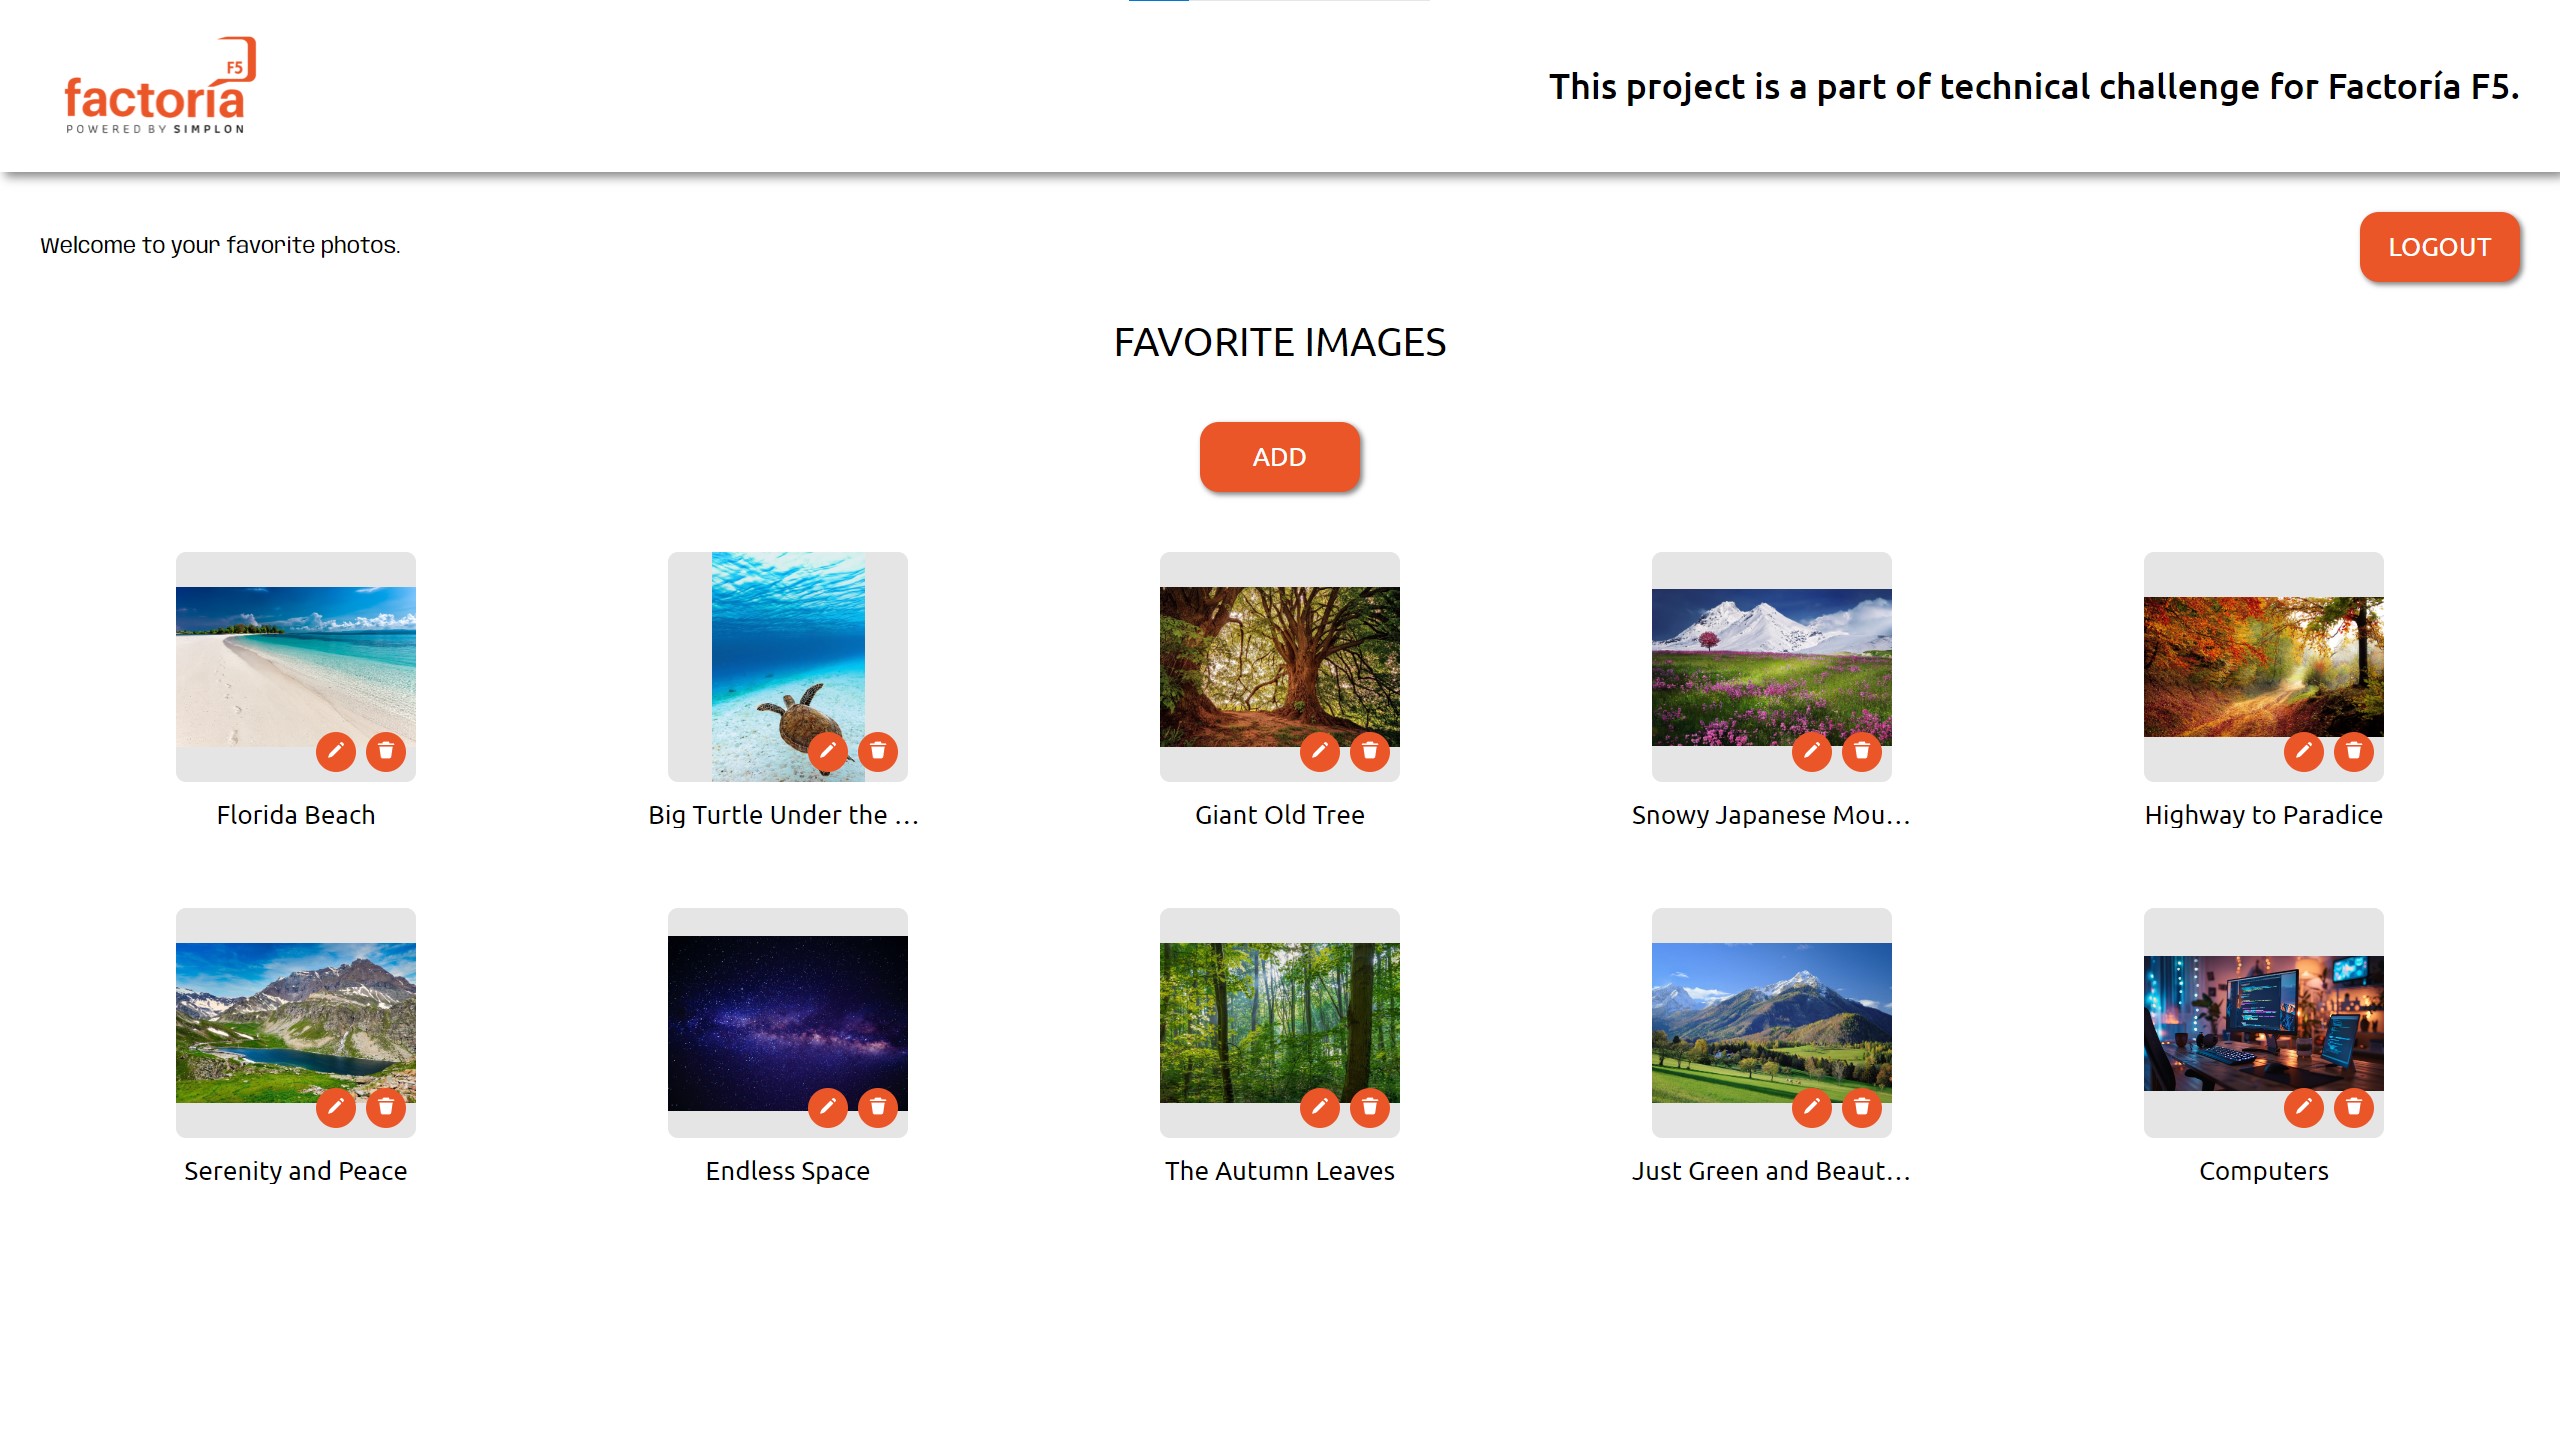 F5
factoría
POWERED BY SIMPLON
This project is a part of technical challenge for Factoría F5.
Welcome to your favorite photos.
LOGOUT
FAVORITE IMAGES
ADD
Florida Beach
Big Turtle Under the ...
Giant Old Tree
Snowy Japanese Mou...
Highway to Paradice
Serenity and Peace
Endless Space
The Autumn Leaves
Just Green and Beaut...
Computers